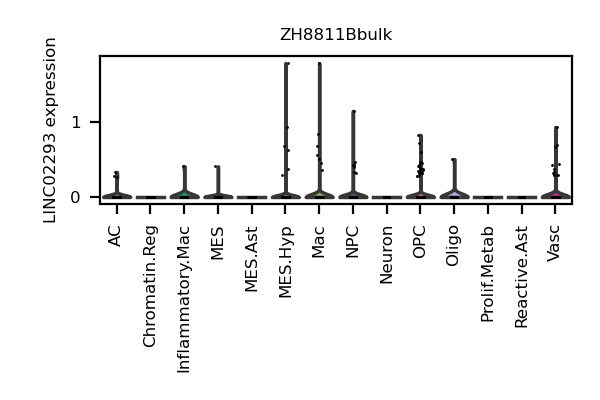 ZH8811Bbulk
LINC02293 expression
1
0
AC
Chromatin.Reg
Inflammatory.Mac
MES
MES.Ast
MES.Hyp
Mac
NPC
Neuron
OPC
Oligo
Prolif.Metab
Reactive.Ast
Vasc